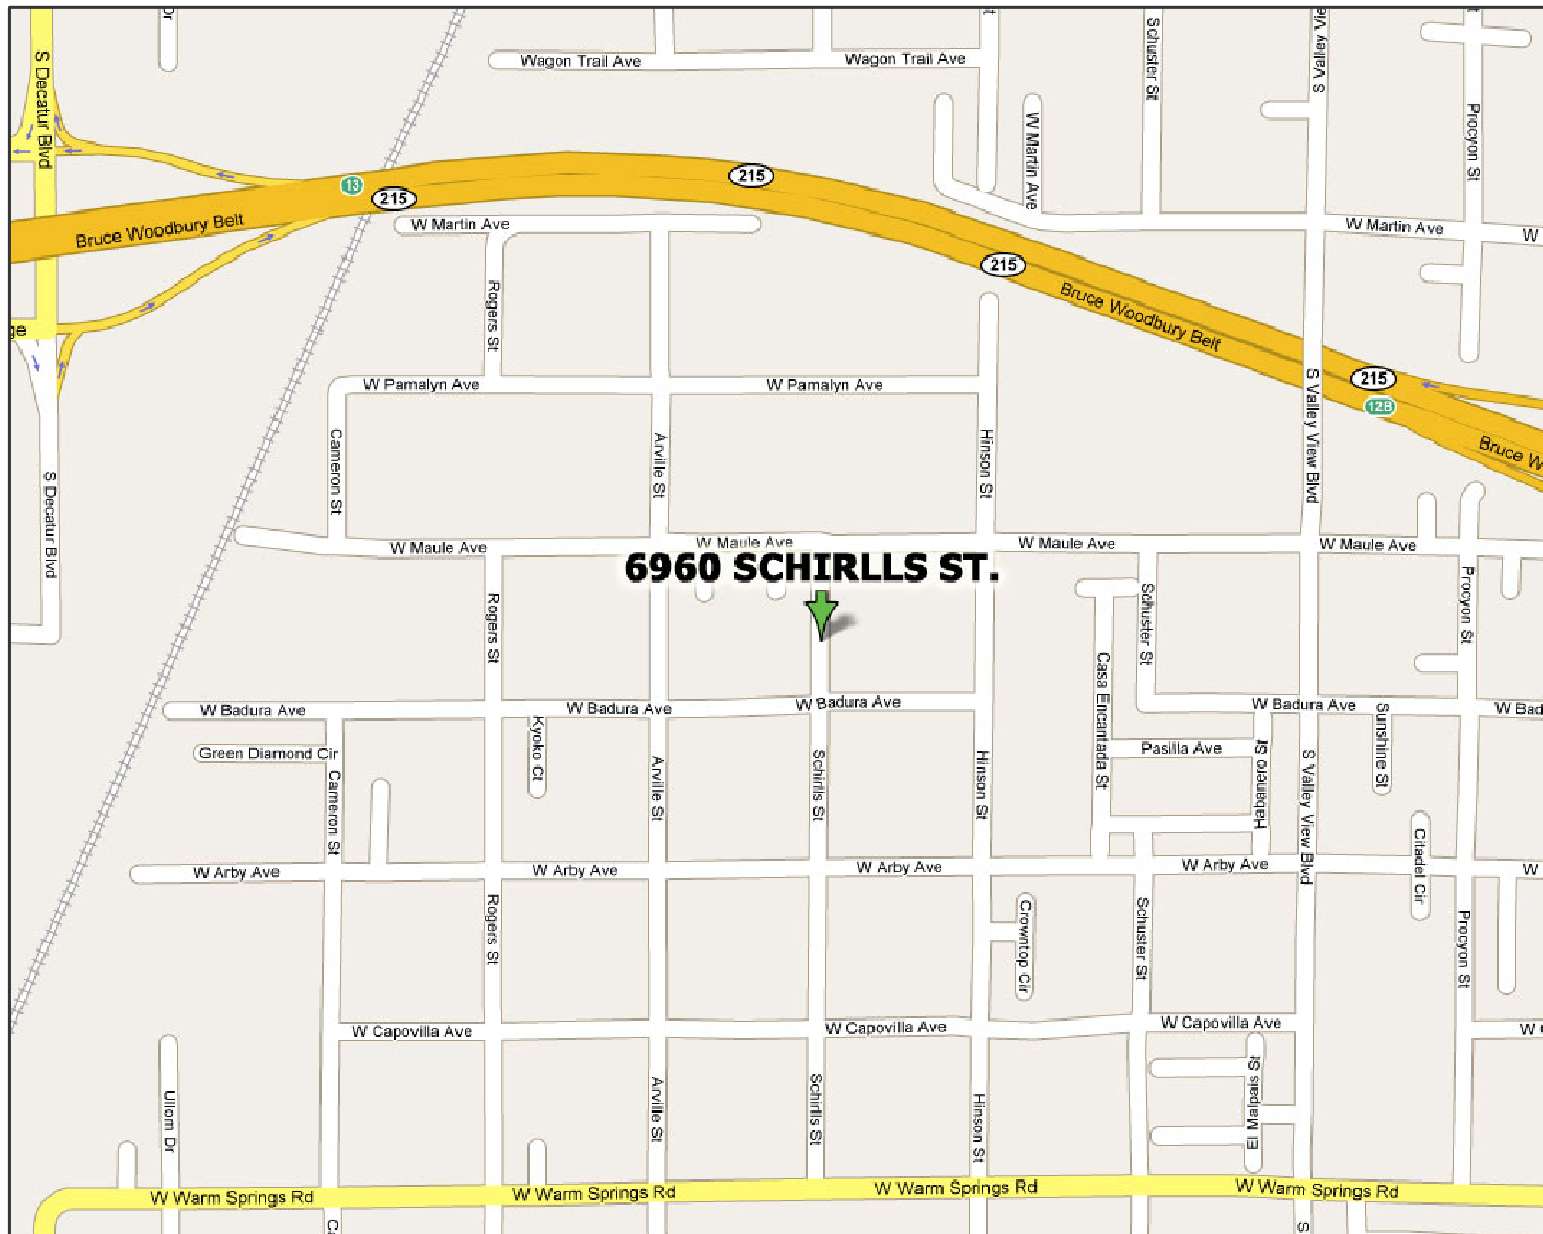 Dr
t
Schuster St
S Valley Vie
t
S Decatur Blvd
Wagon Trail Ave
Wagon Trail Ave
Procyon St
W Martin Ave
13
215
215
Bruce Woodbury Belt
W Martin Ave
W Martin Ave
W
215
Rogers St
Bruce Woodbury Belt
ge
W Pamalyn Ave
W Pamalyn Ave
215
12B
S Valley View Blvd
Cameron St
Arville St
Hinson St
Bruce W
S Decatur Blvd
W Maule Ave
W Maule Ave
W Maule Ave
W Maule Ave
6960 SCHIRLLS ST.
Rogers St
Schuster St
Procyon St
Casa Encantada St
W Badura Ave
W Badura Ave
W Badura Ave
W Badura Ave
W Bad
Kyoko Ct
Sunshine St
Green Diamond Cir
Cameron St
Arville St
Schirlls St
Hinson St
Pasilla Ave
Habanero St
S Valley View Blvd
W Arby Ave
W Arby Ave
W Arby Ave
W Arby Ave
W
Citadel Cir
Rogers St
Crowntop Cir
Schuster St
Procyon St
W Capovilla Ave
W Capovilla Ave
W Capovilla Ave
W
Ullom Dr
Arville St
Schirlls St
Hinson St
El Malpais St
W Warm Springs Rd
W Warm Springs Rd
W Warm Springs Rd
W Warm Springs Rd
Ca
S